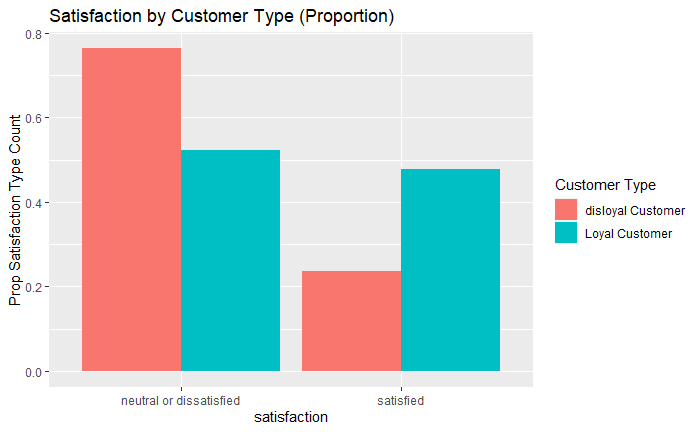 Satisfaction by Customer Type (Proportion)
Prop Satisfaction Type Count
0.8
0.6
0.4
0.2
0.0
neutral or dissatisfied
satisfied
satisfaction
Customer Type
disloyal Customer
Loyal Customer